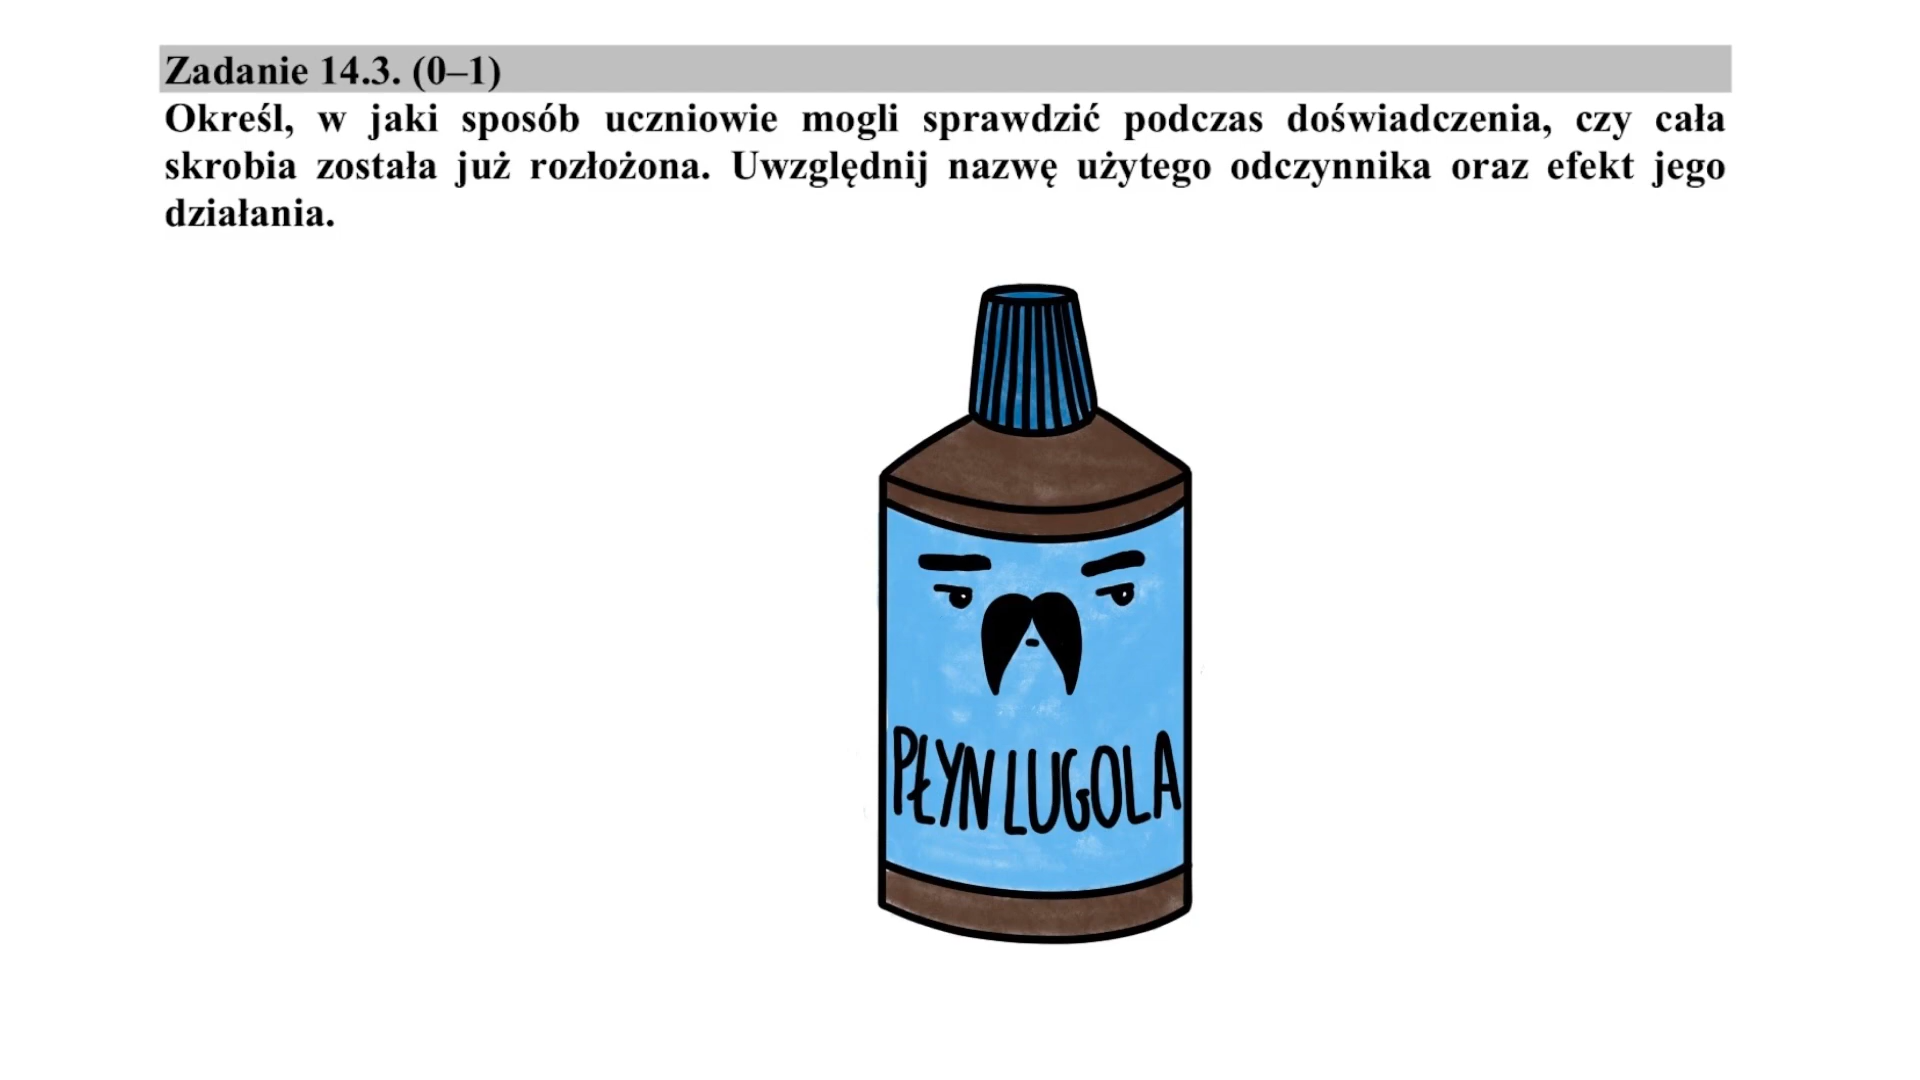 Zadanie 14.3. (0–1)
Określ, w jaki sposób uczniowie mogli sprawdzić podczas doświadczenia, czy cała
skrobia została już rozłożona. Uwzględnij nazwę użytego odczynnika oraz efekt jego
działania.
PŁYN LUGOLA